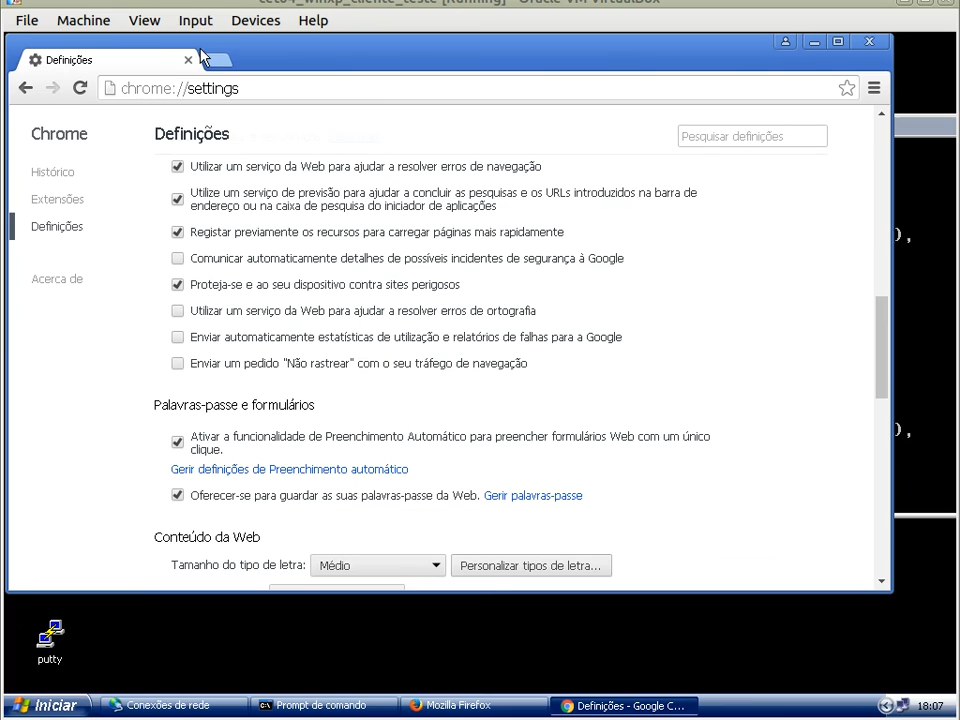 File Machine View Input Devices Help
Definições
chrome://settings
Chrome
Definições
Pesquisar definições
Histórico
Extensões
Definições
Acerca de
Utilizar um serviço da Web para ajudar a resolver erros de navegação
Utilize um serviço de previsão para ajudar a concluir as pesquisas e os URLs introduzidos na barra de
endereço ou na caixa de pesquisa do iniciador de aplicações
Registar previamente os recursos para carregar páginas mais rapidamente
Comunicar automaticamente detalhes de possíveis incidentes de segurança à Google
Proteja-se e ao seu dispositivo contra sites perigosos
Utilizar um serviço da Web para ajudar a resolver erros de ortografia
Enviar automaticamente estatísticas de utilização e relatórios de falhas para a Google
Enviar um pedido "Não rastrear" com o seu tráfego de navegação
Palavras-passe e formulários
Ativar a funcionalidade de Preenchimento Automático para preencher formulários Web com um único
clique.
Gerir definições de Preenchimento automático
Oferecer-se para guardar as suas palavras-passe da Web. Gerir palavras-passe
Conteúdo da Web
Tamanho do tipo de letra: Médio Personalizar tipos de letra...
),
),
putty
Iniciar Conexões de rede Prompt de comando Mozilla Firefox Definições - Google C... 18:07